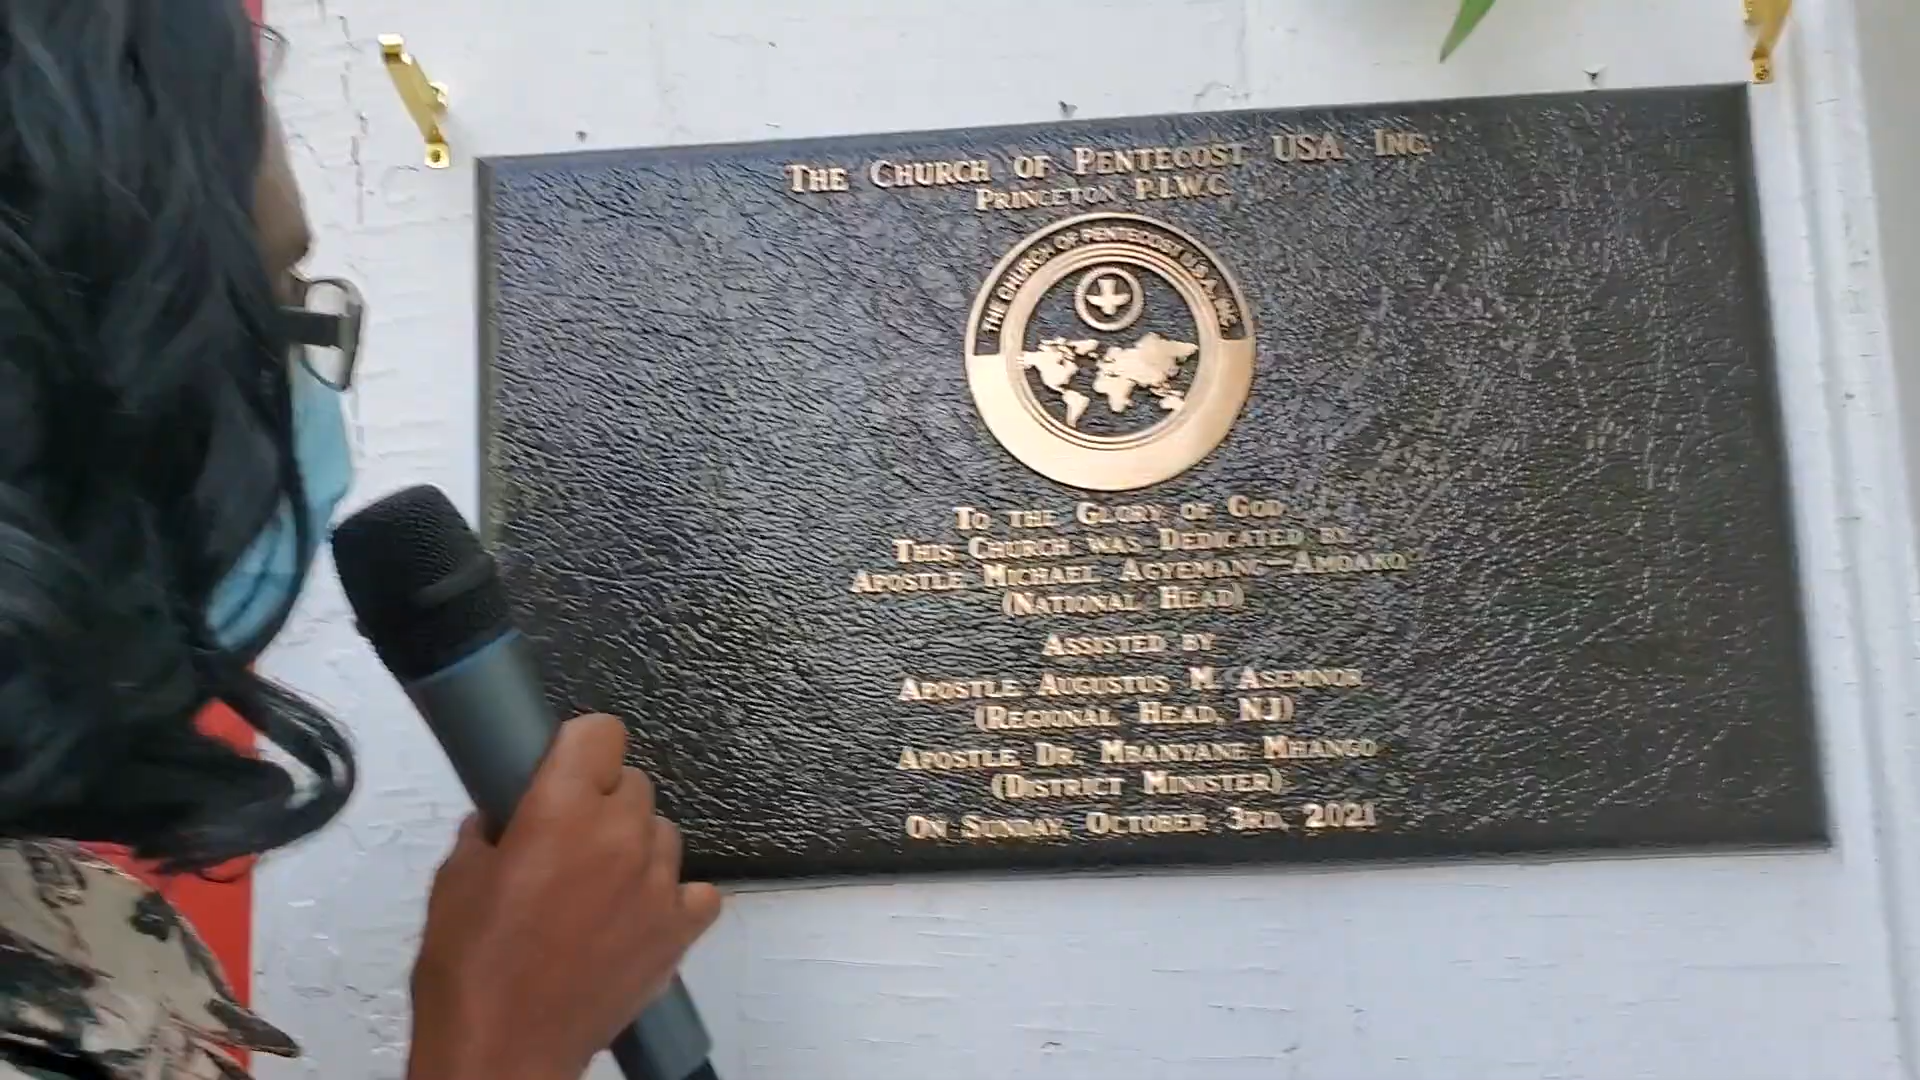 The Church of Pentecost USA. Inc.
Princeton P.I.W.C.
THE CHURCH OF PENTECOST U.S.A. INC.
To the Glory of God
This Church was Dedicated by
Apostle Michael Agyemang-Amoako
(National Head)
Assisted by
Apostle Augustus M. Asemnor
(Regional Head, NJ)
Apostle Dr. Mbanyane Mhango
(District Minister)
On Sunday, October 3rd, 2021